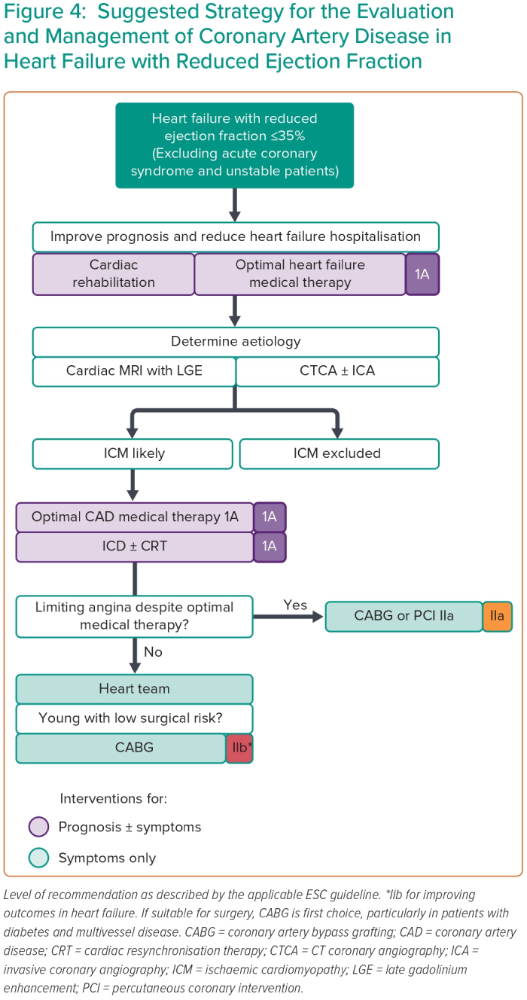 Figure 4: Suggested Strategy for the Evaluation
and Management of Coronary Artery Disease in
Heart Failure with Reduced Ejection Fraction
Heart failure with reduced
ejection fraction ≤35%
(Excluding acute coronary
syndrome and unstable patients)
Improve prognosis and reduce heart failure hospitalisation
Cardiac
rehabilitation
Optimal heart failure
medical therapy
1A
Determine aetiology
Cardiac MRI with LGE
CTCA ± ICA
ICM likely
ICM excluded
Optimal CAD medical therapy 1A
1A
ICD ± CRT
1A
Limiting angina despite optimal
medical therapy?
Yes
CABG or PCI IIa
IIa
No
Heart team
Young with low surgical risk?
CABG
IIb*
Interventions for:
Prognosis ± symptoms
Symptoms only
Level of recommendation as described by the applicable ESC guideline. *IIb for improving
outcomes in heart failure. If suitable for surgery, CABG is first choice, particularly in patients with
diabetes and multivessel disease. CABG = coronary artery bypass grafting; CAD = coronary artery
disease; CRT = cardiac resynchronisation therapy; CTCA = CT coronary angiography; ICA =
invasive coronary angiography; ICM = ischaemic cardiomyopathy; LGE = late gadolinium
enhancement; PCI = percutaneous coronary intervention.